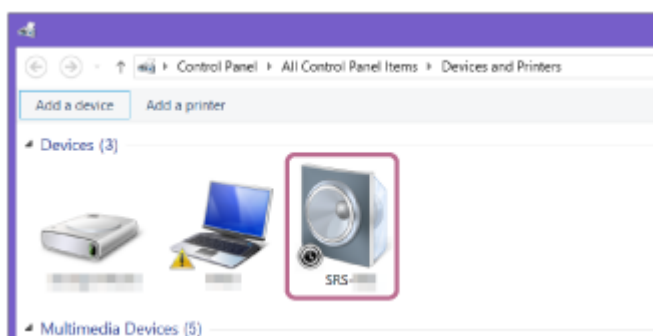 Control Panel ▸ All Control Panel Items ▸ Devices and Printers
Add a device Add a printer
Devices (3)
SRS-
Multimedia Devices (5)